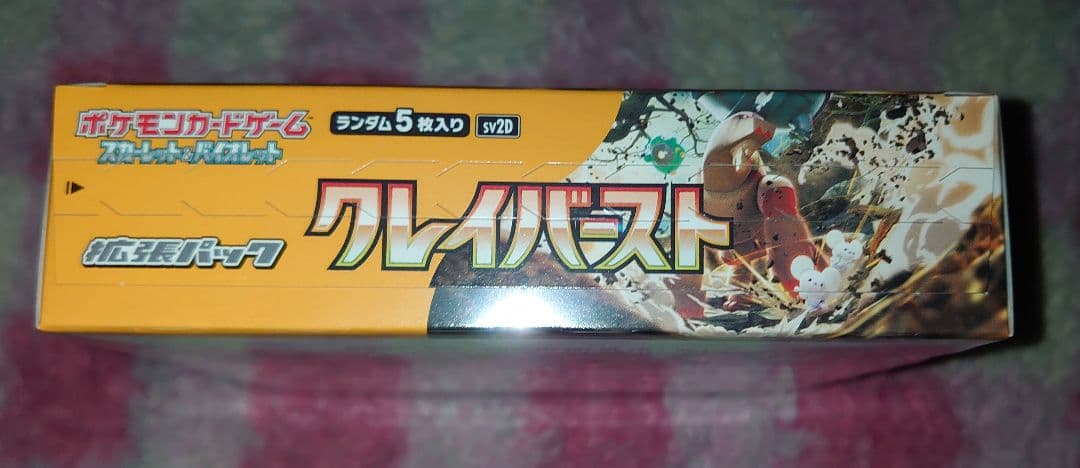 ポケモンカードゲーム
スカーレット&バイオレット
ランダム5枚入り sv2D
クレイバースト
拡張パック